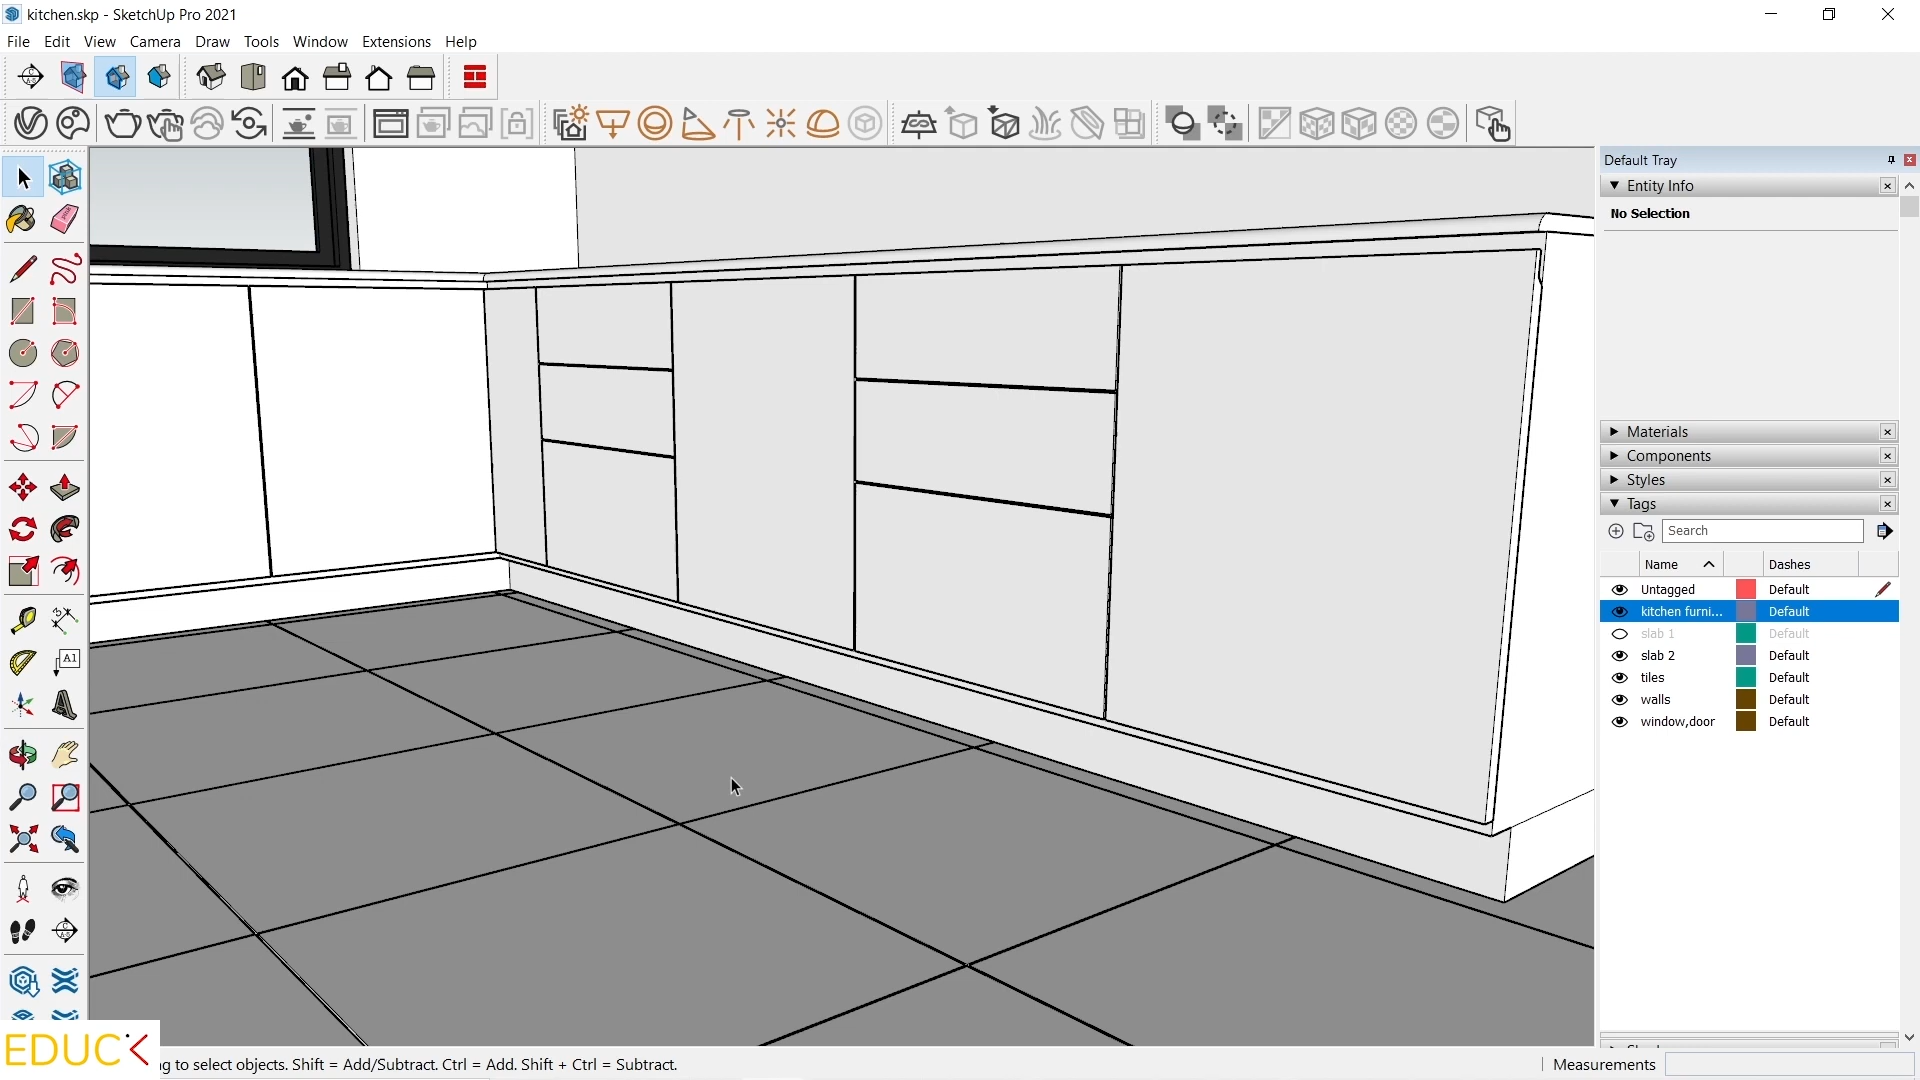 kitchen.skp - SketchUp Pro 2021
File Edit View Camera Draw Tools Window Extensions Help
Default Tray
Entity Info
No Selection
Materials
Components
Styles
Tags
Search
Name Dashes
Untagged Default
kitchen furni... Default
slab 1 Default
slab 2 Default
tiles Default
walls Default
window,door Default
A1
EDUCK
to select objects. Shift = Add/Subtract. Ctrl = Add. Shift + Ctrl = Subtract.
Measurements